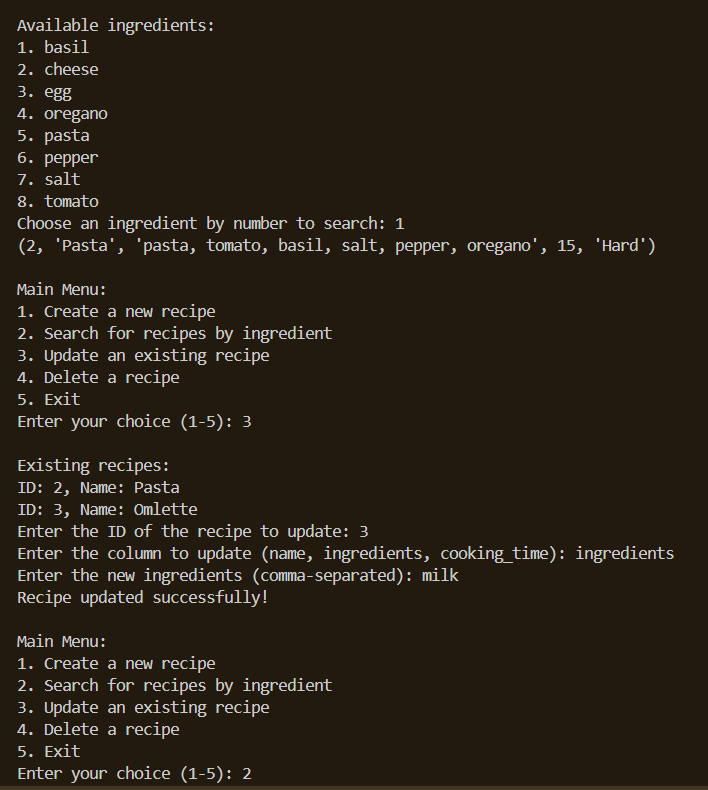 Available ingredients:
1. basil
2. cheese
3. egg
4. oregano
5. pasta
6. pepper
7. salt
8. tomato
Choose an ingredient by number to search: 1
(2, 'Pasta', 'pasta, tomato, basil, salt, pepper, oregano', 15, 'Hard')
Main Menu:
1. Create a new recipe
2. Search for recipes by ingredient
3. Update an existing recipe
4. Delete a recipe
5. Exit
Enter your choice (1-5): 3
Existing recipes:
ID: 2, Name: Pasta
ID: 3, Name: Omlette
Enter the ID of the recipe to update: 3
Enter the column to update (name, ingredients, cooking_time): ingredients
Enter the new ingredients (comma-separated): milk
Recipe updated successfully!
Main Menu:
1. Create a new recipe
2. Search for recipes by ingredient
3. Update an existing recipe
4. Delete a recipe
5. Exit
Enter your choice (1-5): 2